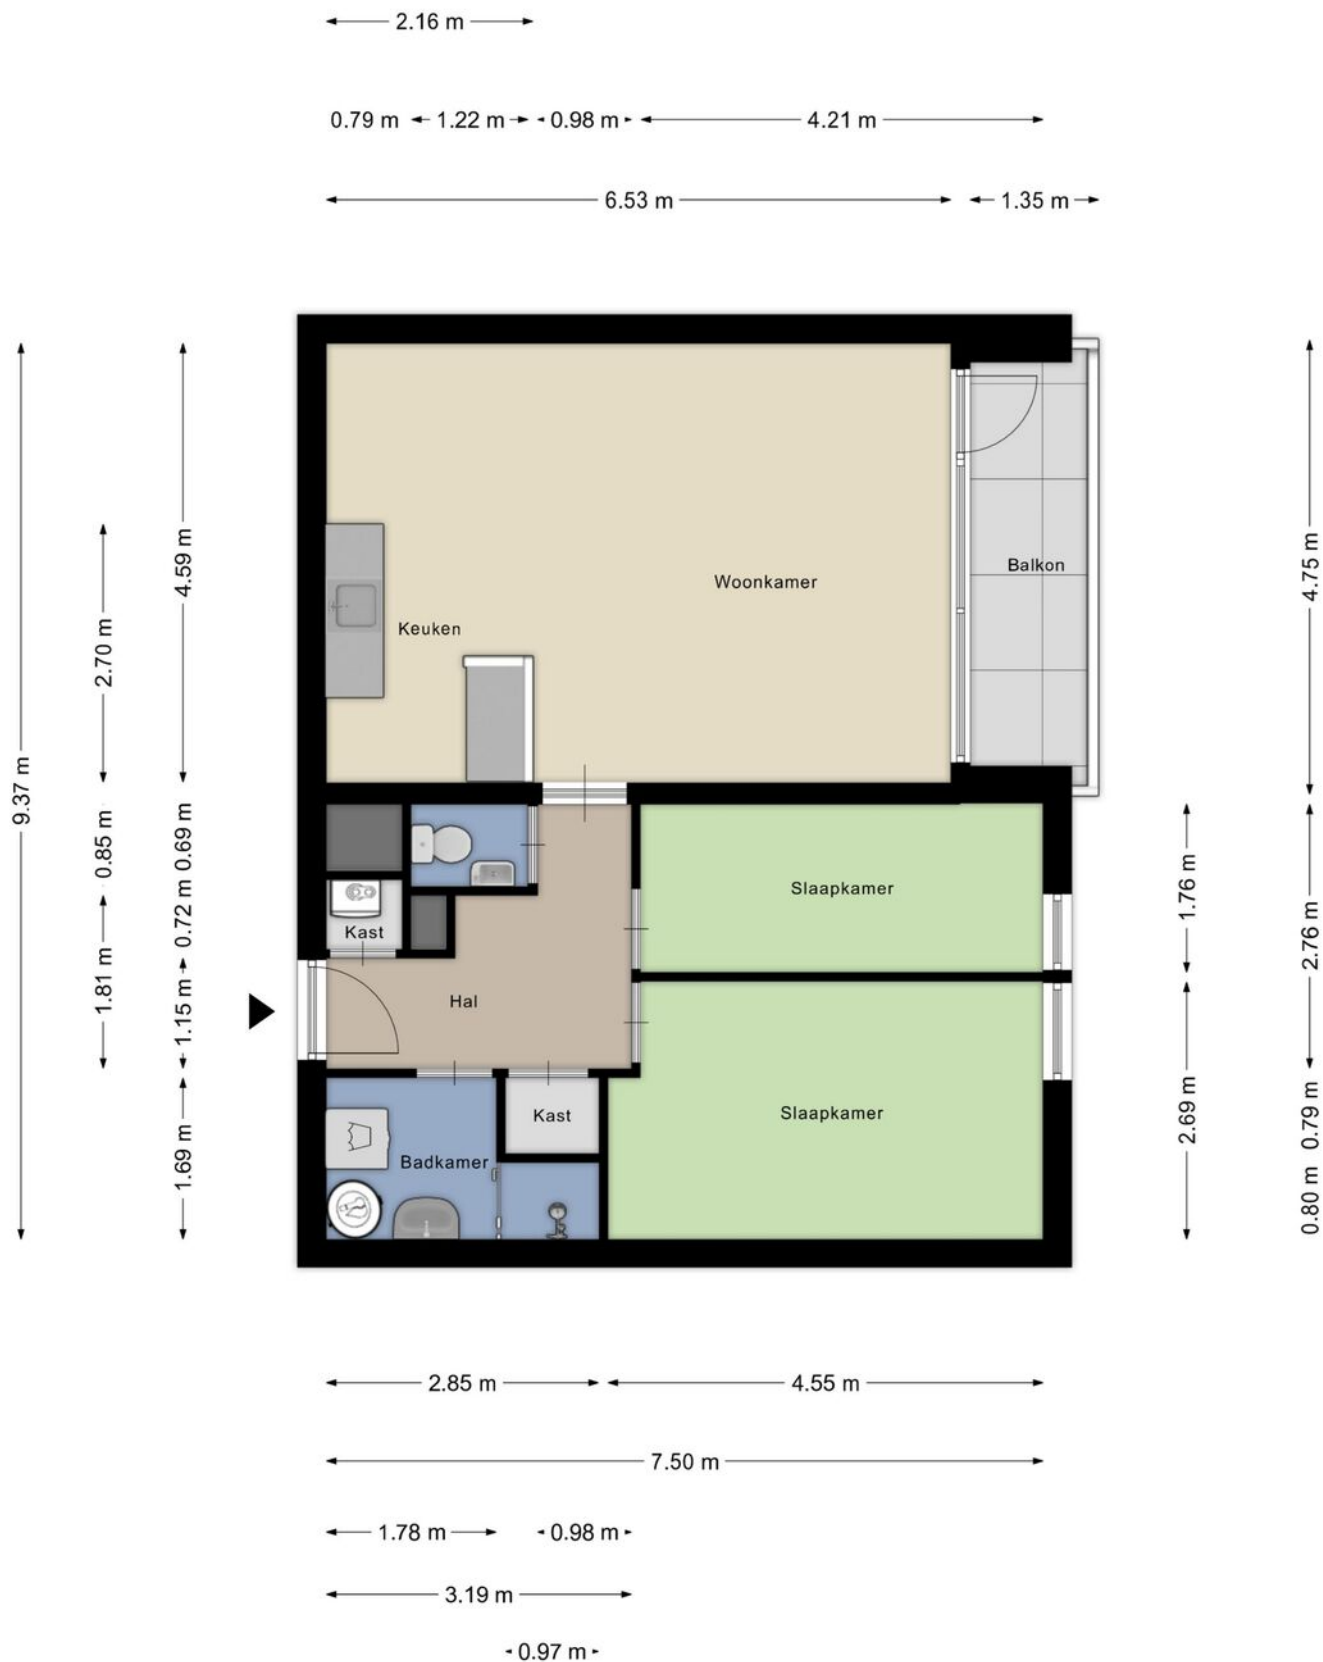 2.16 m
0.79 m
1.22 m
0.98 m
4.21 m
6.53 m
1.35 m
9.37 m
2.70 m
0.85 m
1.81 m
4.59 m
0.69 m
0.72 m
1.15 m
1.69 m
Woonkamer
Keuken
Balkon
Slaapkamer
Kast
Hal
Slaapkamer
Kast
Badkamer
1.76 m
2.69 m
4.75 m
2.76 m
0.79 m
0.80 m
2.85 m
4.55 m
7.50 m
1.78 m
0.98 m
3.19 m
0.97 m